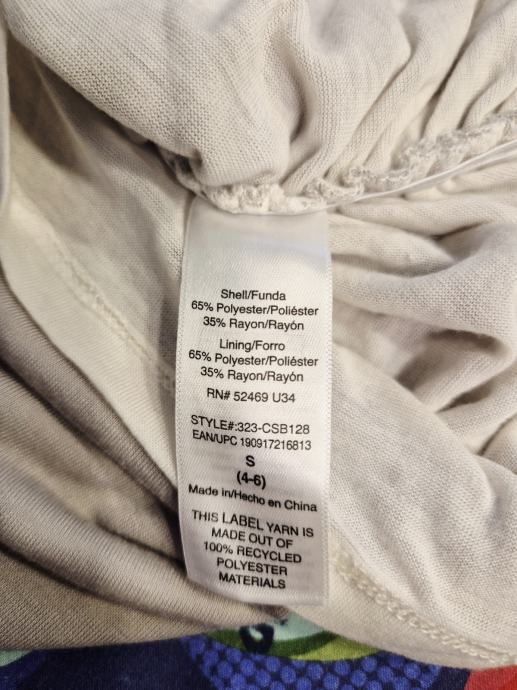 Shell/Funda
65% Polyester/Poliéster
35% Rayon/Rayón
Lining/Forro
65% Polyester/Poliéster
35% Rayon/Rayón
RN# 52469 U34
STYLE#:323-CSB128
EAN/UPC 190917216813
S
(4-6)
Made in/Hecho en China
THIS LABEL YARN IS
MADE OUT OF
100% RECYCLED
POLYESTER
MATERIALS